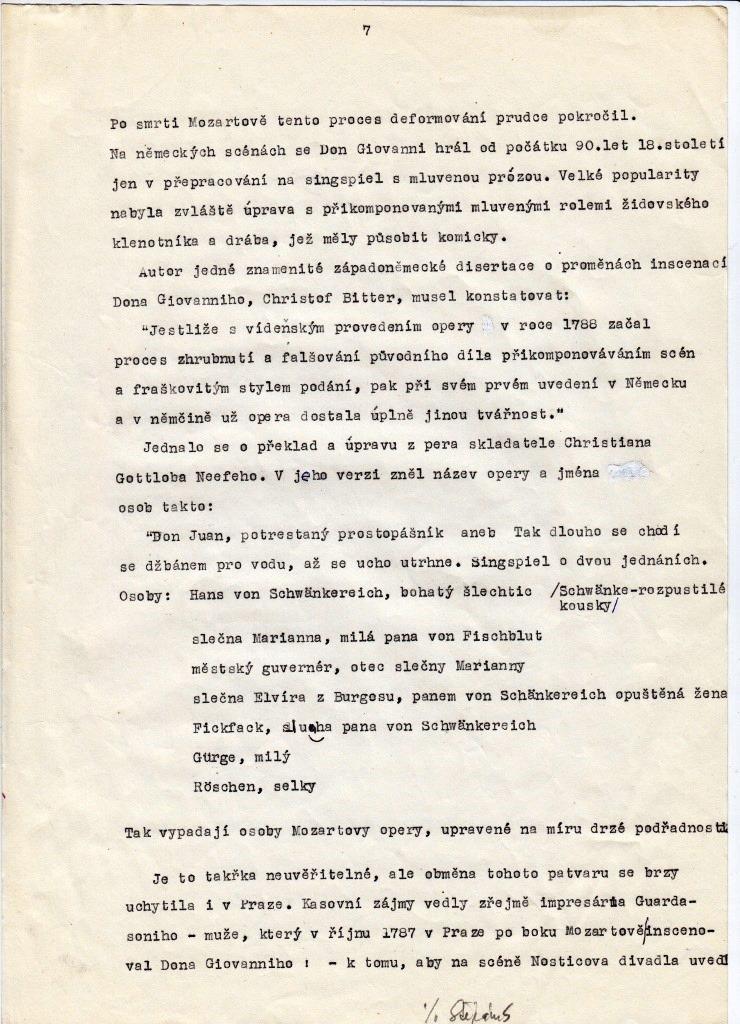 7
Po smrti Mozartově tento proces deformování prudce pokročil.
Na německých scénách se Don Giovanni hrál od počátku 90.let 18.století
jen v přepracování na singspiel s mluvenou prózou. Velké popularity
nabyla zvláště úprava s přikomponovanými mluvenými rolemi židovského
klenotníka a drába, jež měly působit komicky.
Autor jedné znamenité západoněmecké disertace o proměnách inscenací
Dona Giovanniho, Christof Bitter, musel konstatovat:
"Jestliže s vídeňským provedením opery v roce 1788 začal
proces zhrubnutí a falšování původního díla přikomponováváním scén
a fraškovitým stylem podání, pak při svém prvém uvedení v Německu
a v němčině už opera dostala úplně jinou tvářnost."
Jednalo se o překlad a úpravu z pera skladatele Christiana
Gottloba Neefeho. V jeho verzi zněl název opery a jména
osob takto:
"Don Juan, potrestaný prostopášník aneb Tak dlouho se chodí
se džbánem pro vodu, až se ucho utrhne. Singspiel o dvou jednáních.
Osoby: Hans von Schwänkereich, bohatý šlechtic /Schwänke-rozpustilé
kousky/
slečna Marianna, milá pana von Fischblut
městský guvernér, otec slečny Marianny
slečna Elvíra z Burgosu, panem von Schänkereich opuštěná žena
Fickfack, sluha pana von Schwänkereich
Gürge, milý
Röschen, selky
Tak vypadají osoby Mozartovy opery, upravené na míru drzé podřadnosti
Je to takřka neuvěřitelné, ale obměna tohoto patvaru se brzy
uchytila i v Praze. Kasovní zájmy vedly zřejmě impresária Guarda-
soniho - muže, který v říjnu 1787 v Praze po boku Mozartově/insceno-
val Dona Giovanniho ! - k tomu, aby na scéně Nosticova divadla uvedl